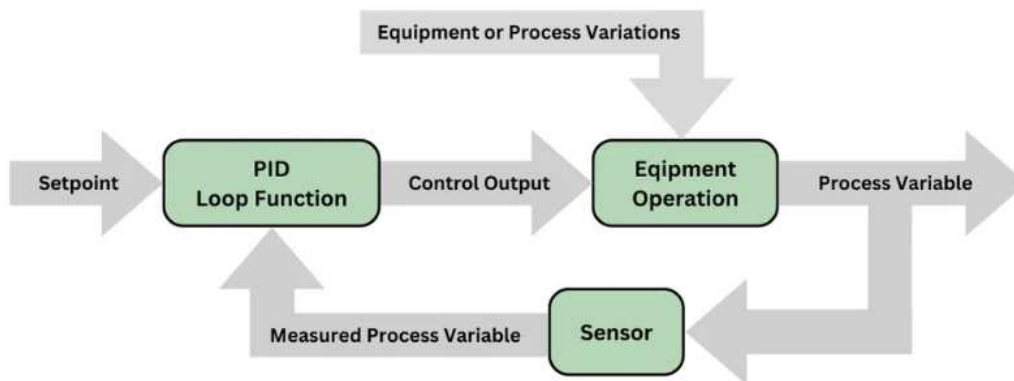 Equipment or Process Variations
Setpoint
PID
Loop Function
Control Output
Eqipment
Operation
Process Variable
Measured Process Variable
Sensor